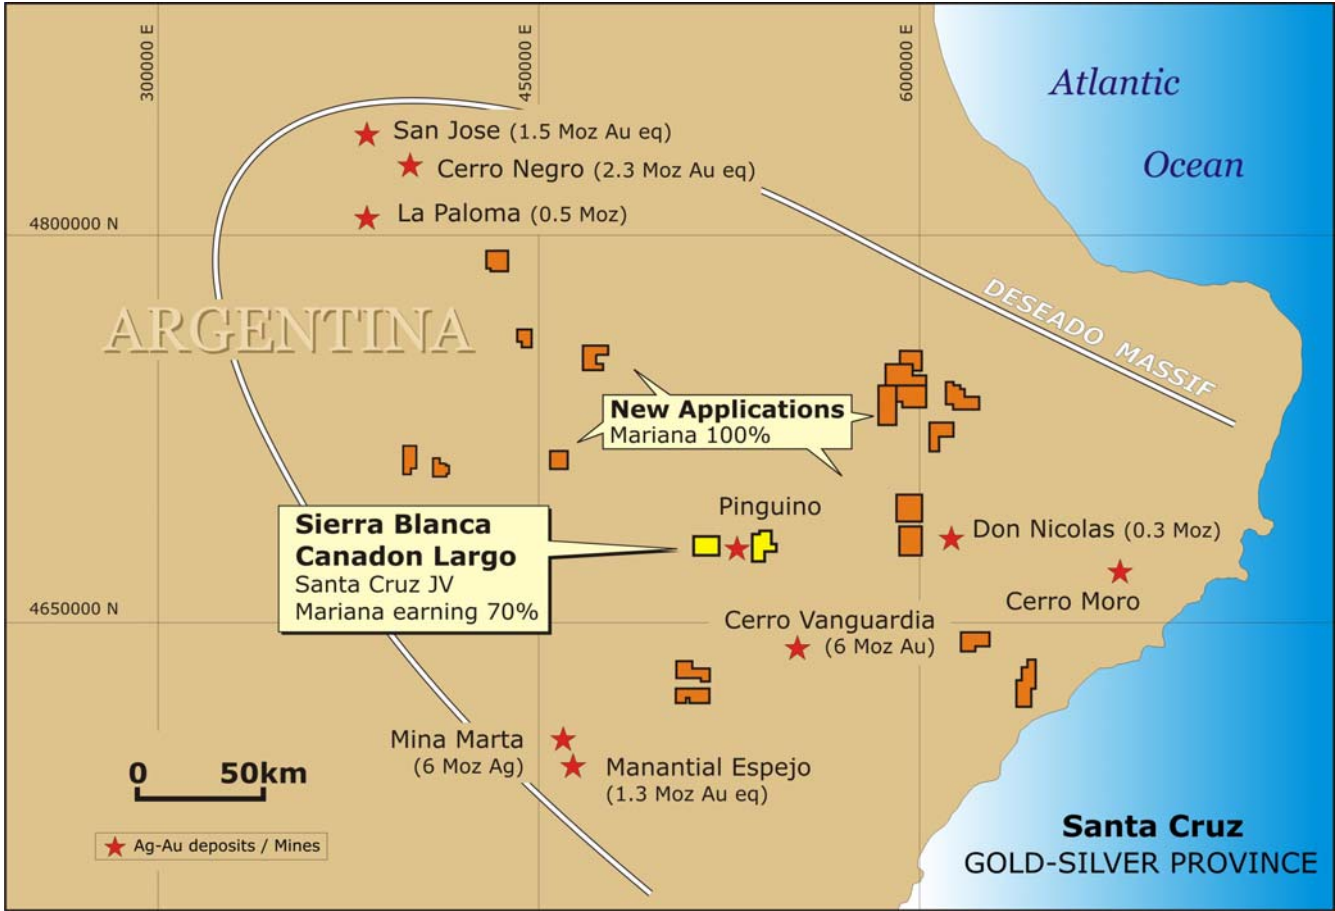 300000 E
450000 E
600000 E
Atlantic
Ocean
San Jose (1.5 Moz Au eq)
Cerro Negro (2.3 Moz Au eq)
La Paloma (0.5 Moz)
4800000 N
DESEADO MASSIF
ARGENTINA
New Applications
Mariana 100%
Pinguino
Sierra Blanca
Canadon Largo
Santa Cruz JV
Mariana earning 70%
Don Nicolas (0.3 Moz)
Cerro Moro
4650000 N
Cerro Vanguardia
(6 Moz Au)
Mina Marta
(6 Moz Ag)
Manantial Espejo
(1.3 Moz Au eq)
0 50km
Ag-Au deposits / Mines
Santa Cruz
GOLD-SILVER PROVINCE